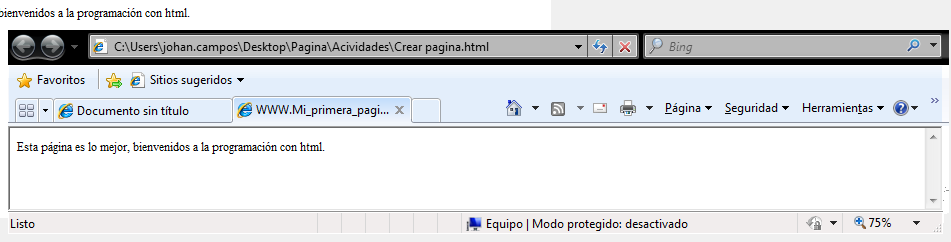 bienvenidos a la programación con html.
C:\Users\johan.campos\Desktop\Pagina\Acividades\Crear pagina.html
Bing
Favoritos
Sitios sugeridos
Documento sin título
WWW.Mi_primera_pagi...
Página
Seguridad
Herramientas
Esta página es lo mejor, bienvenidos a la programación con html.
Listo
Equipo | Modo protegido: desactivado
75%